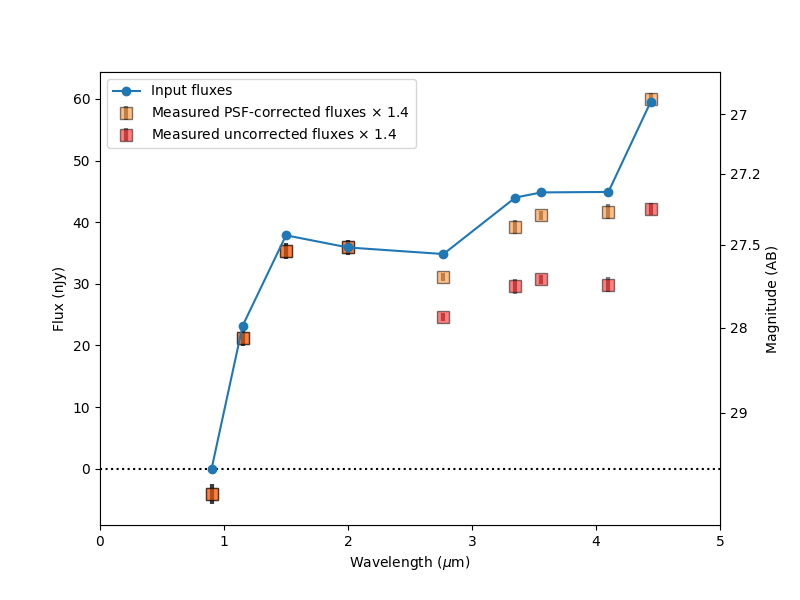 Input fluxes
Measured PSF-corrected fluxes × 1.4
Measured uncorrected fluxes × 1.4
60
50
40
30
20
10
0
Flux (nJy)
27
27.2
27.5
28
29
Magnitude (AB)
0 1 2 3 4 5
Wavelength (μm)